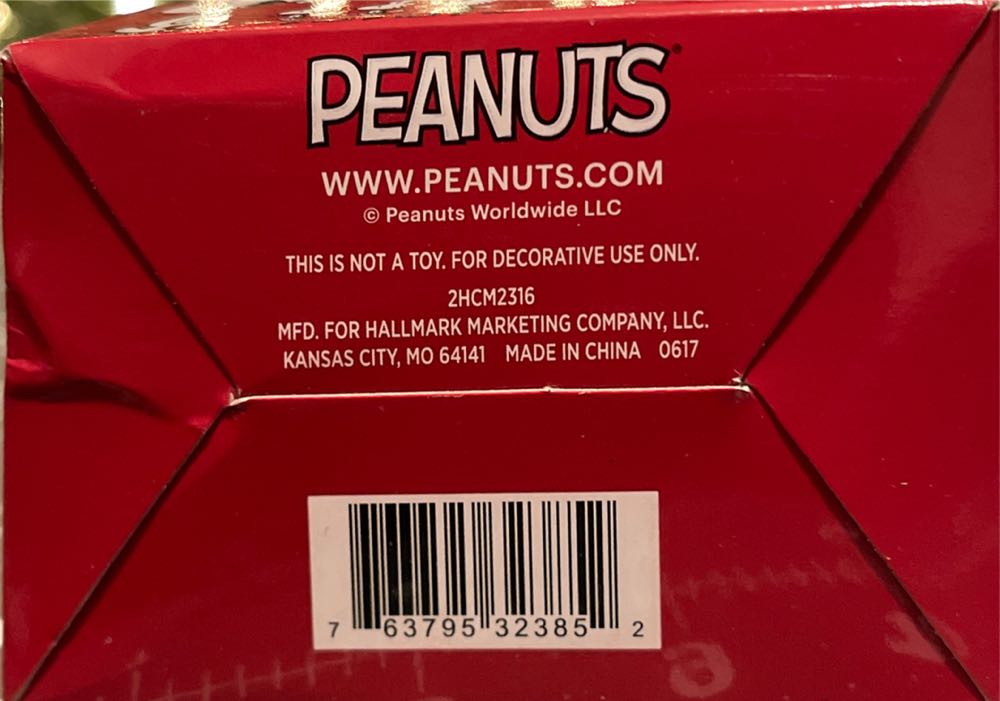 PEANUTS
WWW.PEANUTS.COM
© Peanuts Worldwide LLC
THIS IS NOT A TOY. FOR DECORATIVE USE ONLY.
2HCM2316
MFD. FOR HALLMARK MARKETING COMPANY, LLC.
KANSAS CITY, MO 64141 MADE IN CHINA 0617
7 63795 32385 2